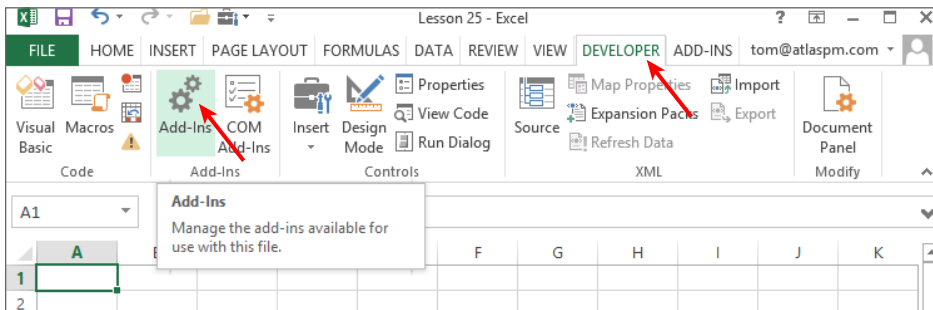 Lesson 25 - Excel
FILE HOME INSERT PAGE LAYOUT FORMULAS DATA REVIEW VIEW DEVELOPER ADD-INS tom@atlaspm.com
Visual Basic
Macros
Code
Add-Ins
COM Add-Ins
Add-Ins
Insert
Design Mode
Properties
View Code
Run Dialog
Controls
Source
Map Properties
Expansion Packs
Refresh Data
Import
Export
XML
Document Panel
Modify
A1
Add-Ins
Manage the add-ins available for
use with this file.
A F G H I J K
1
2